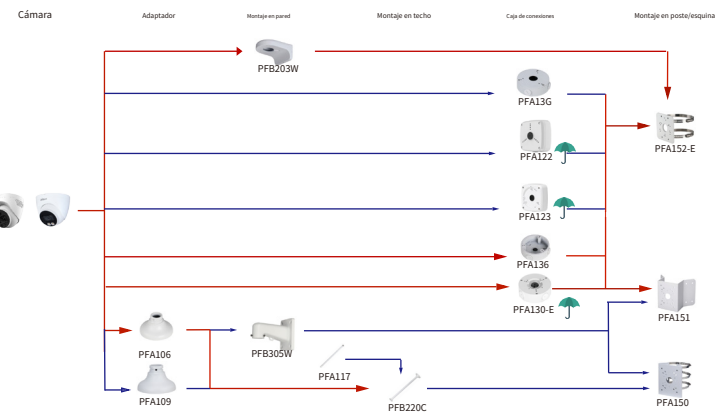 Cámara
Adaptador
Montaje en pared
Montaje en techo
Caja de conexiones
Montaje en poste/esquina
PFB203W
PFA13G
PFA122
PFA152-E
PFA123
PFA136
PFA130-E
PFA151
PFA106
PFB305W
PFA117
PFA109
PFB220C
PFA150